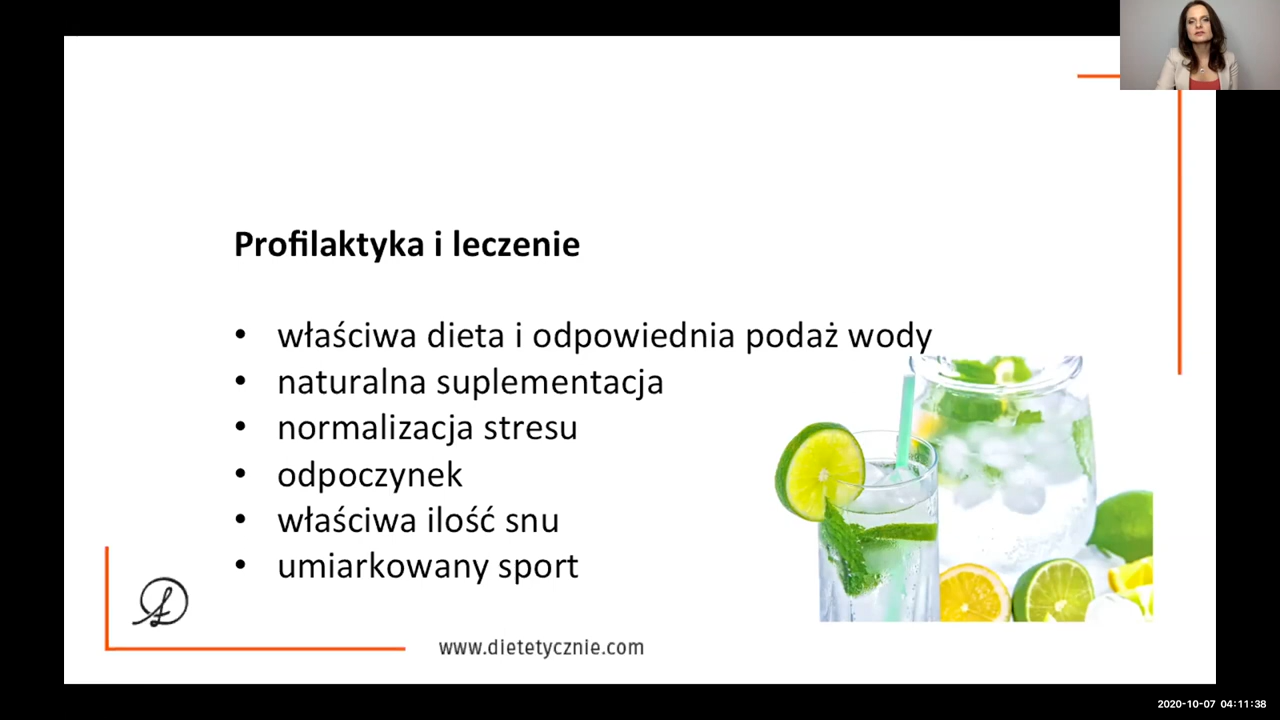 Profilaktyka i leczenie
• właściwa dieta i odpowiednia podaż wody
• naturalna suplementacja
• normalizacja stresu
• odpoczynek
• właściwa ilość snu
• umiarkowany sport
www.dietetycznie.com
2020-10-07 04:11:38